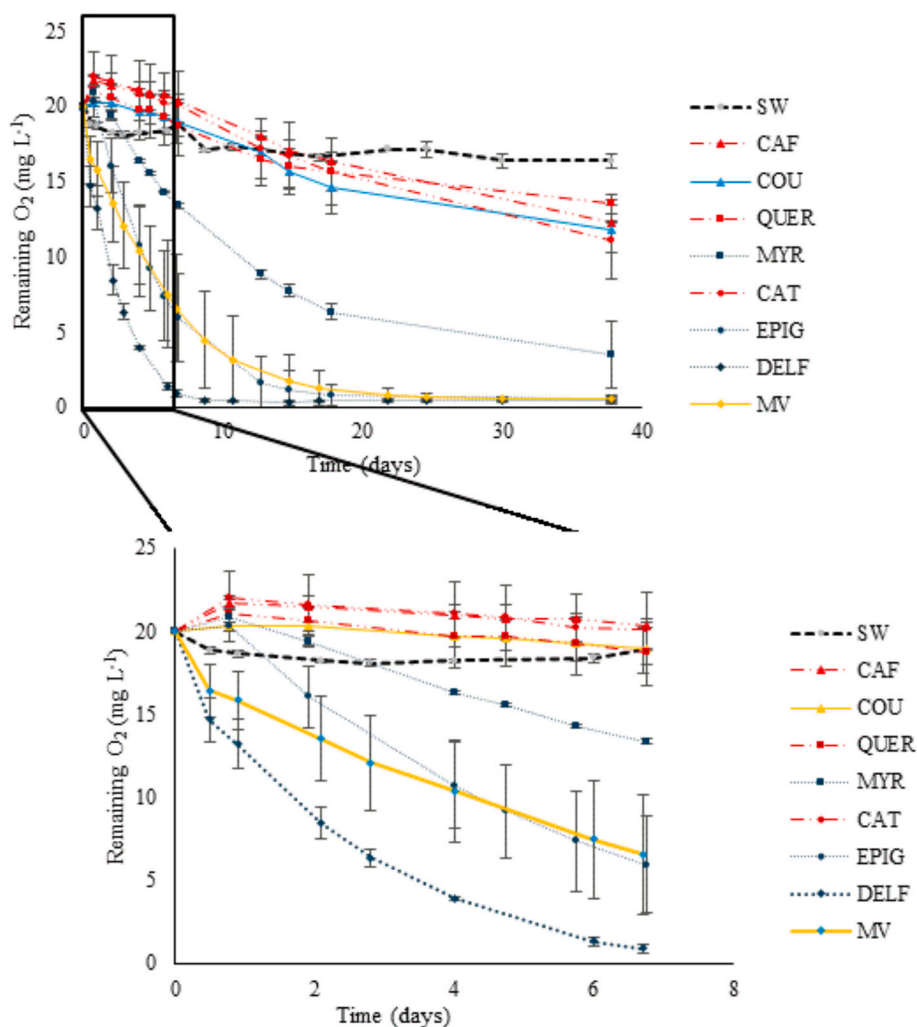 25
20
15
10
5
0
Remaining O₂ (mg L⁻¹)
0
10
20
30
40
Time (days)
SW
CAF
COU
QUER
MYR
CAT
EPIG
DELF
MV
25
20
15
10
5
0
Remaining O₂ (mg L⁻¹)
0
2
4
6
8
Time (days)
SW
CAF
COU
QUER
MYR
CAT
EPIG
DELF
MV